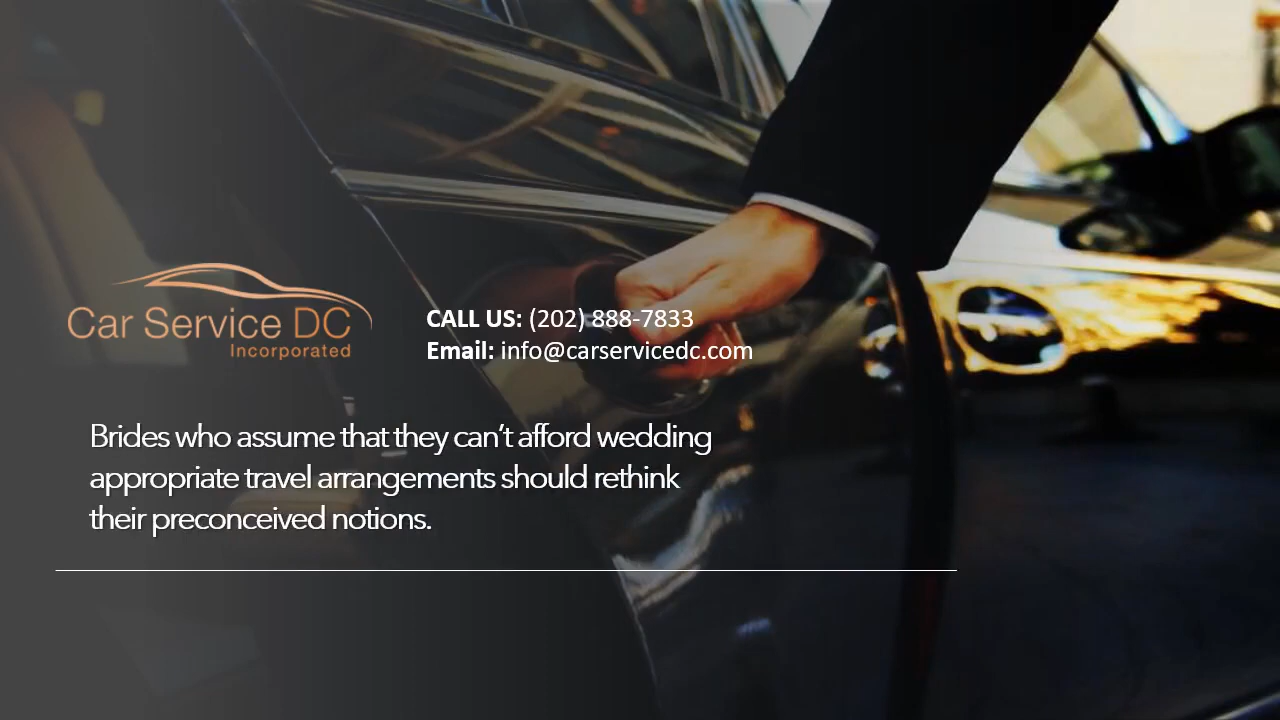 Car Service DC
Incorporated
CALL US: (202) 888-7833
Email: info@carservicedc.com
Brides who assume that they can’t afford wedding
appropriate travel arrangements should rethink
their preconceived notions.